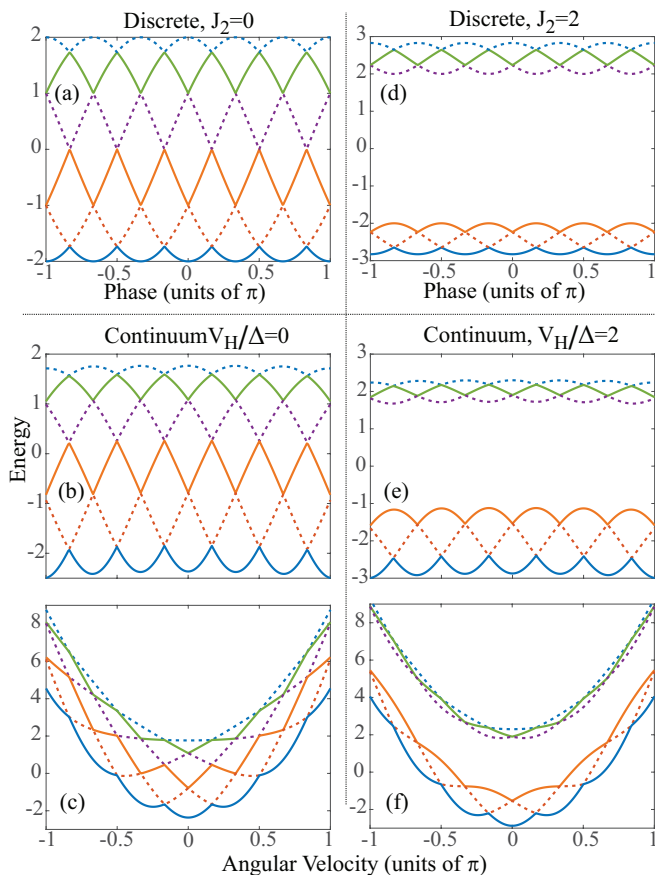 Discrete, J2=0
2
1
0
-1
-2
(a)
-1 -0.5 0 0.5 1
Phase (units of π)
Discrete, J2=2
3
2
1
0
-1
-2
-3
(d)
-1 -0.5 0 0.5 1
Phase (units of π)
ContinuumVH/Δ=0
2
1
0
-1
-2
(b)
Energy
-1 -0.5 0 0.5 1
Continuum, VH/Δ=2
3
2
1
0
-1
-2
-3
(e)
-1 -0.5 0 0.5 1
8
6
4
2
0
-2
(c)
-1 -0.5 0 0.5 1
8
6
4
2
0
-2
(f)
-1 -0.5 0 0.5 1
Angular Velocity (units of π)